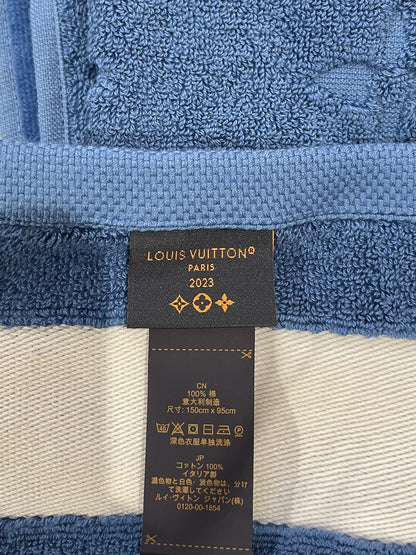 LOUIS VUITTON®
PARIS
2023
CN
100% 棉
意大利制造
尺寸: 150cm x 95cm
深色衣服单独洗涤
JP
コットン 100%
イタリア製
濃色物と白色· 淡色物は、分け
て洗濯してください
ルイ·ヴィトン ジャパン(株)
0120-00-1854